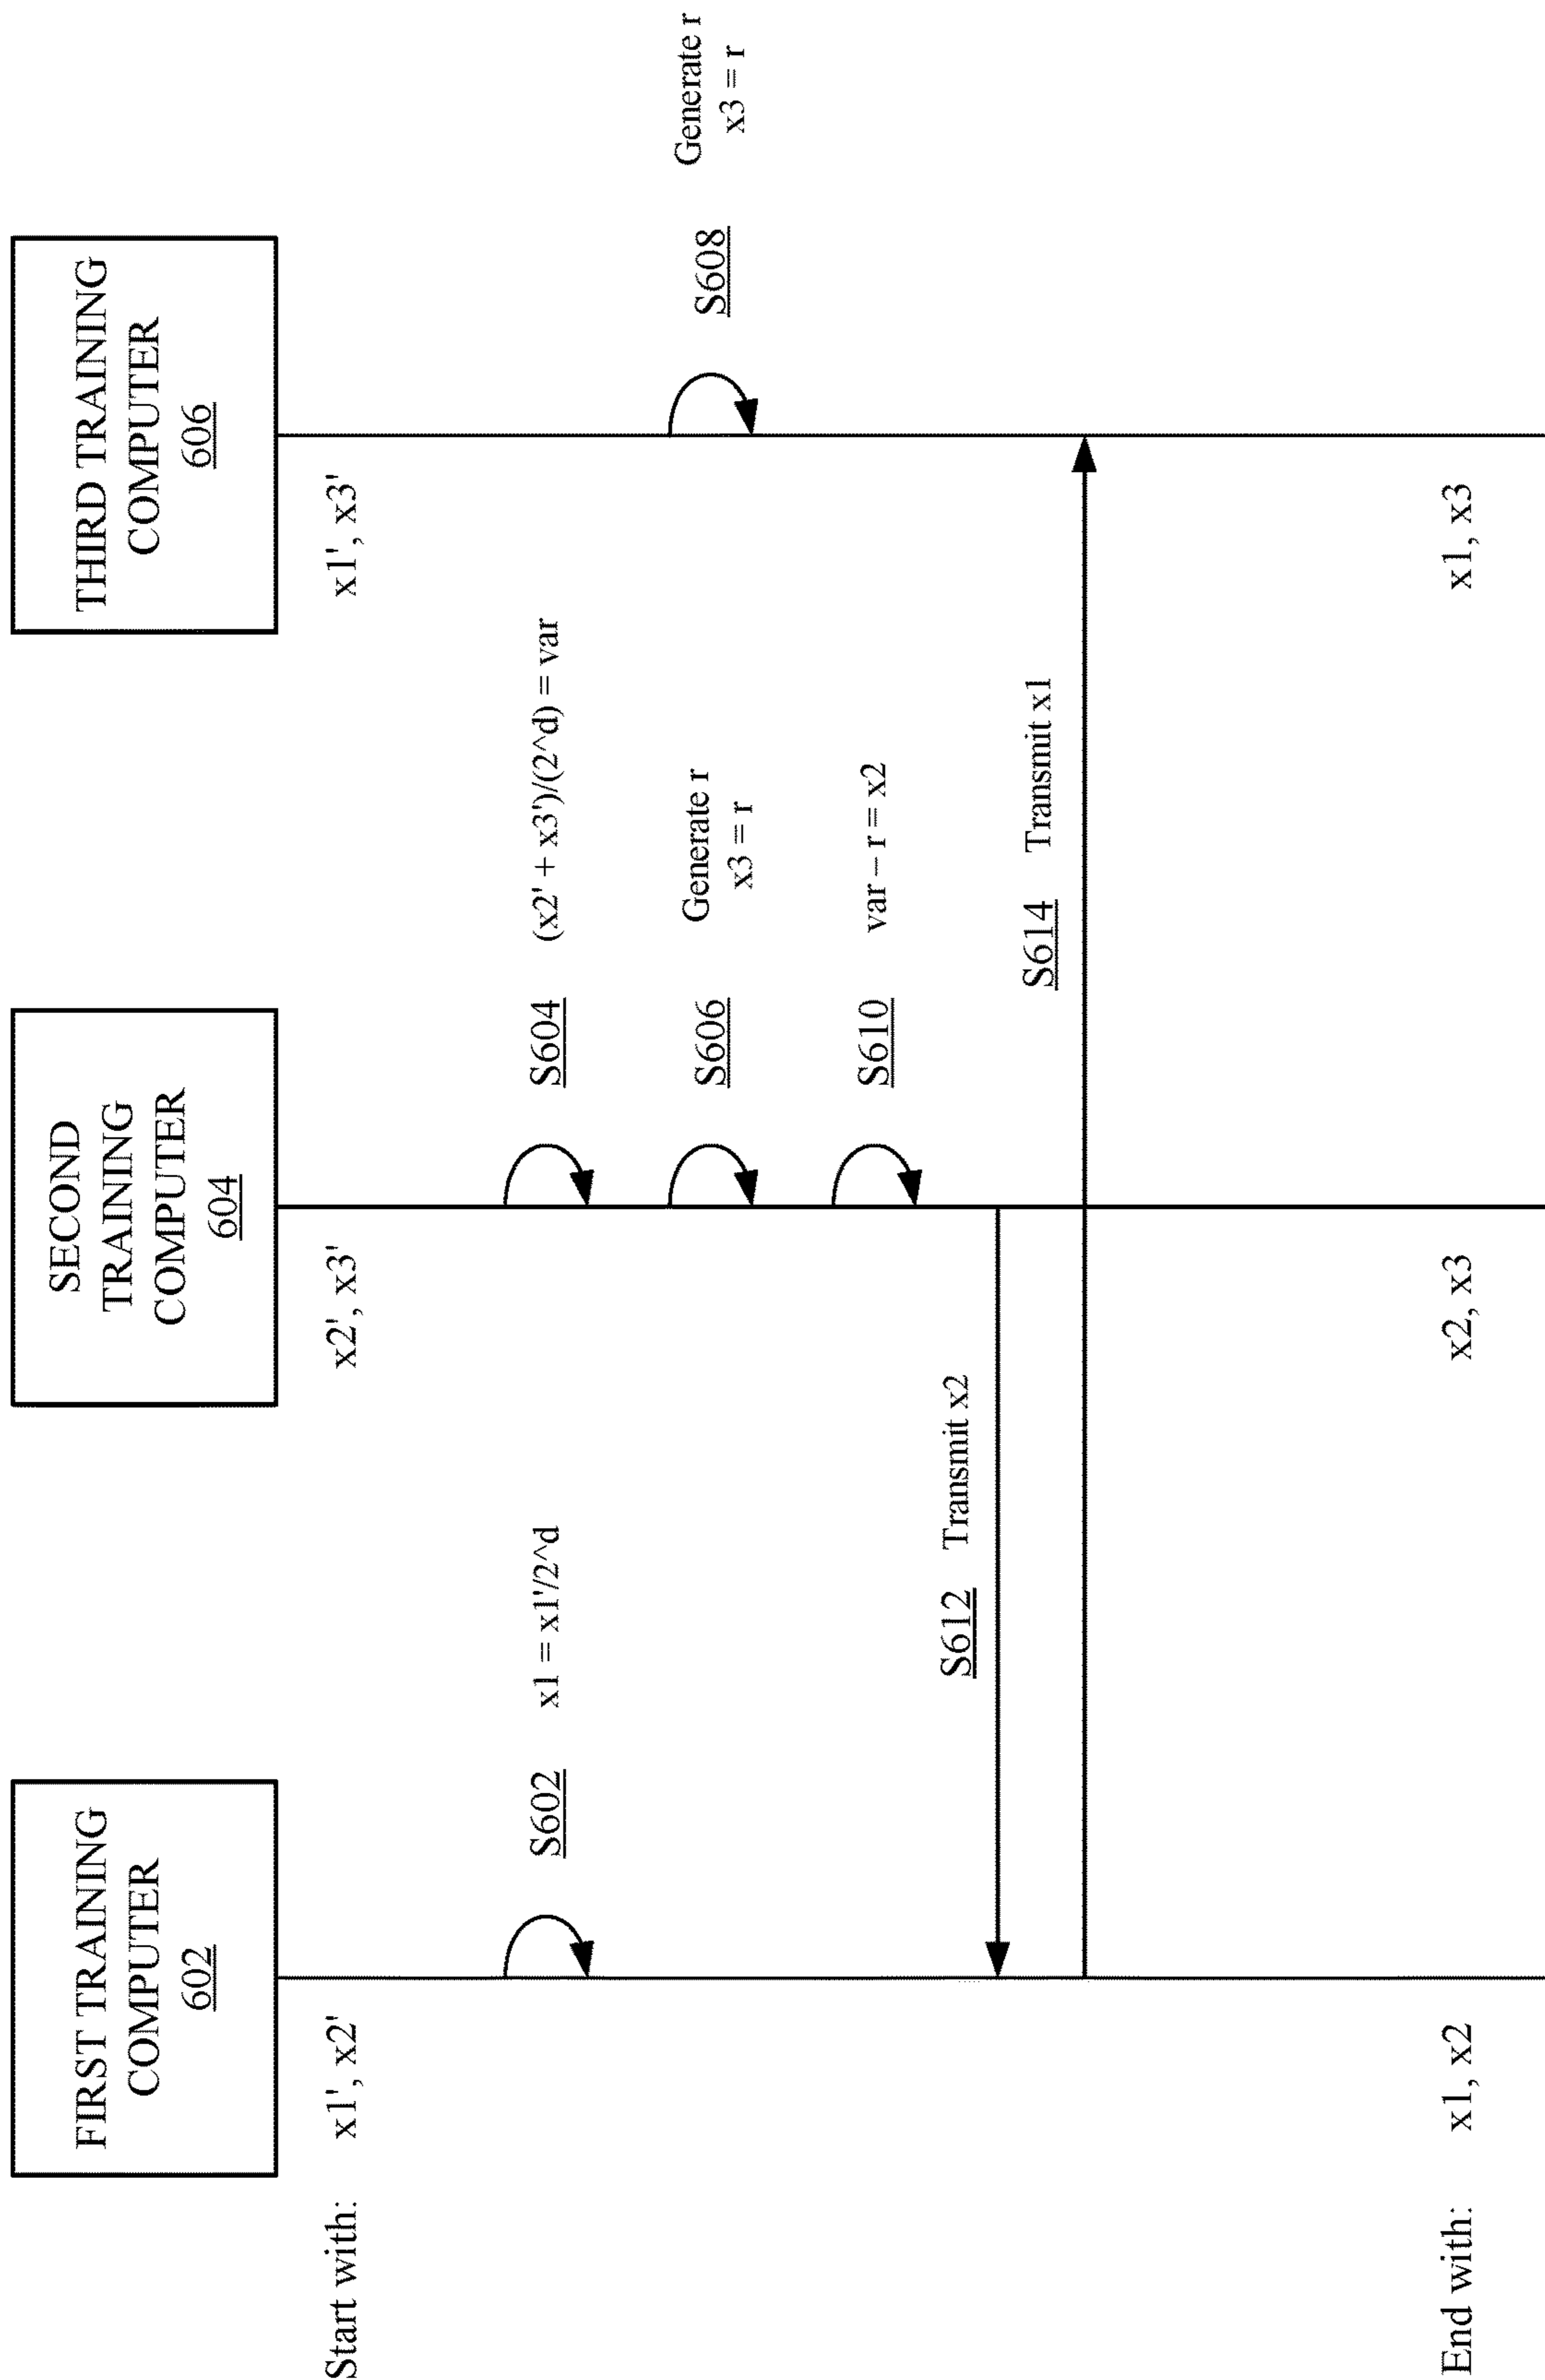 FIRST TRAINING
COMPUTER
602
SECOND
TRAINING
COMPUTER
604
THIRD TRAINING
COMPUTER
606
Start with:
x1', x2'
x2', x3'
x1', x3'
S602
x1 = x1'/2^d
S604
(x2' + x3')/(2^d) = var
S606
Generate r
x3 = r
S608
Generate r
x3 = r
S610
var – r = x2
S612
Transmit x2
S614
Transmit x1
End with:
x1, x2
x2, x3
x1, x3